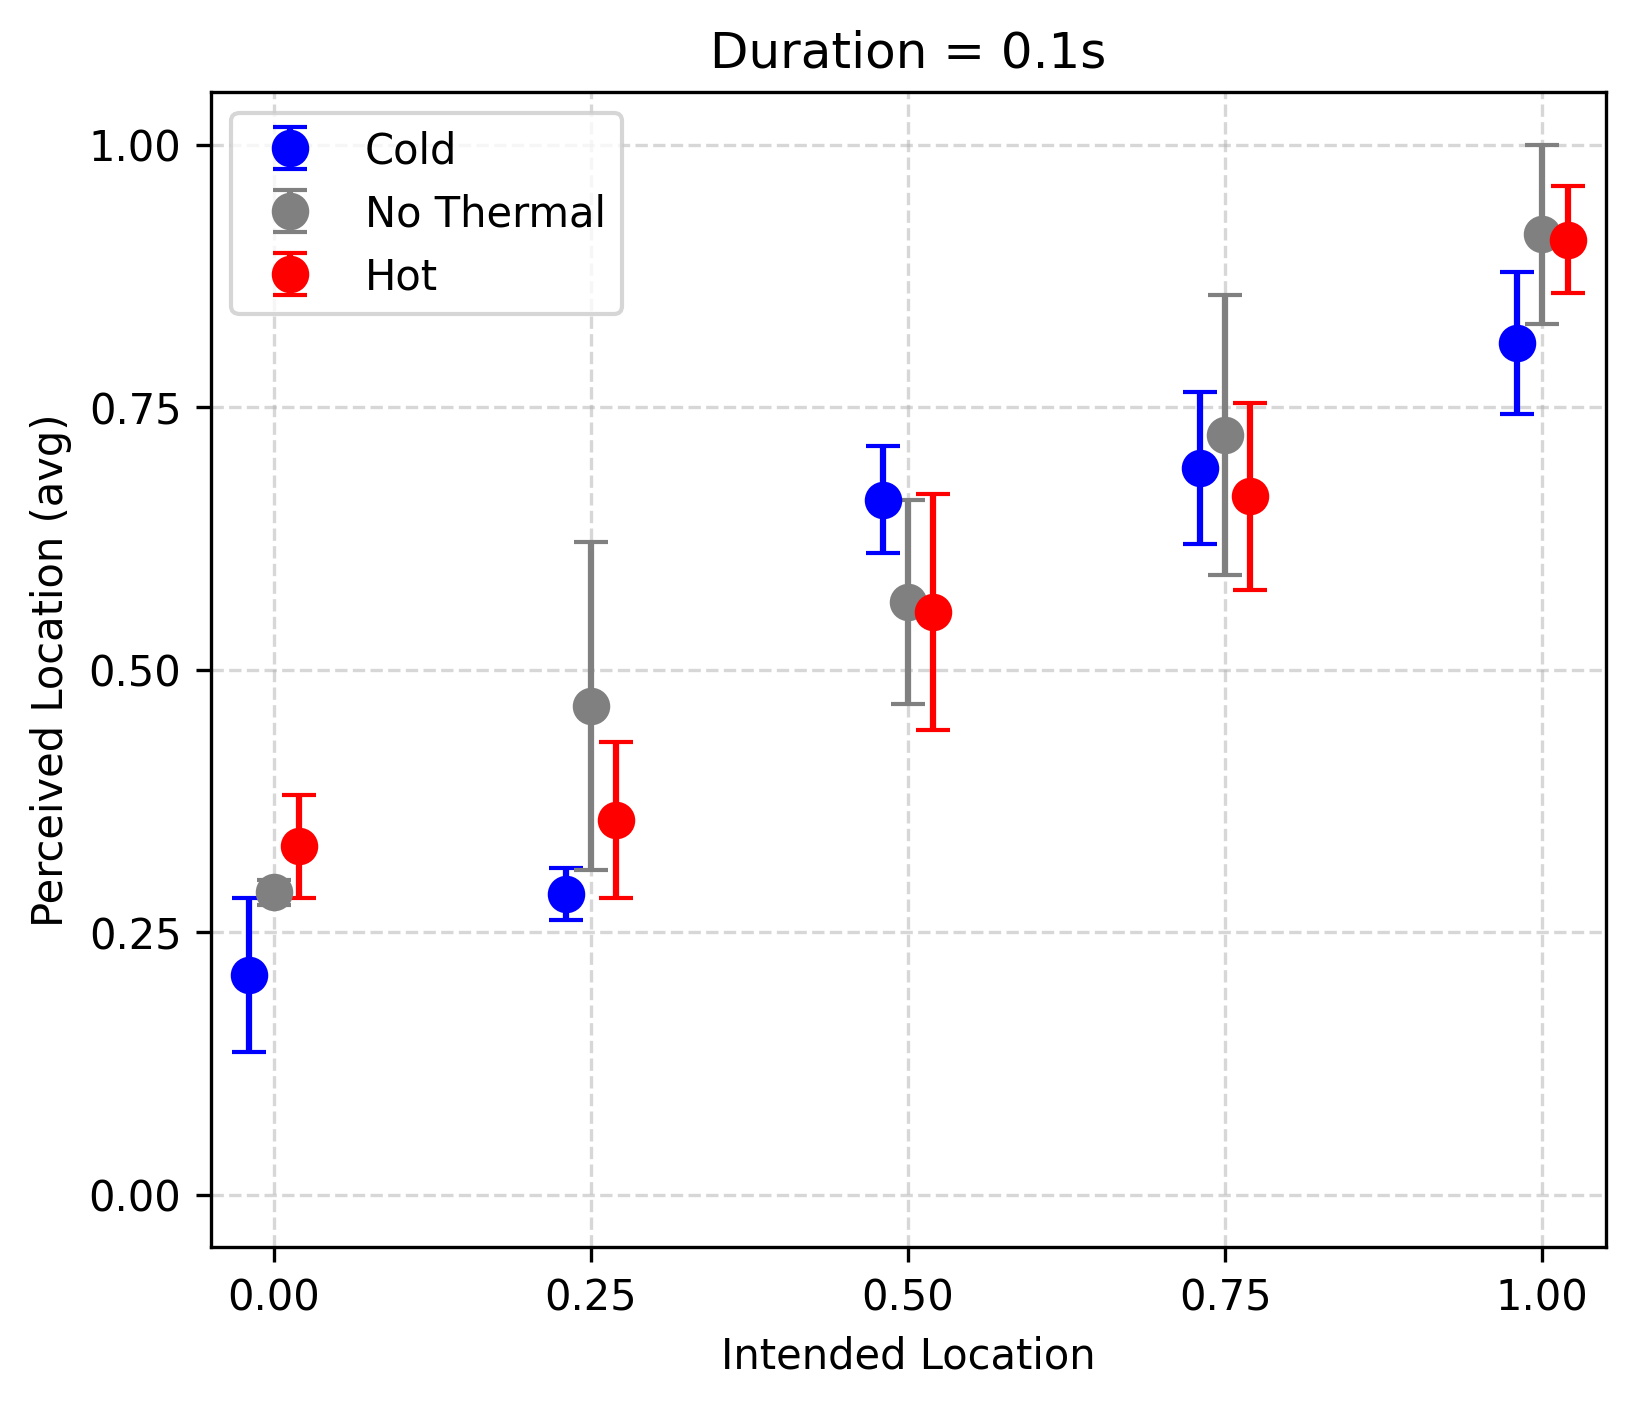 Duration = 0.1s
Cold
No Thermal
Hot
1.00
0.75
0.50
0.25
0.00
Perceived Location (avg)
0.00 0.25 0.50 0.75 1.00
Intended Location